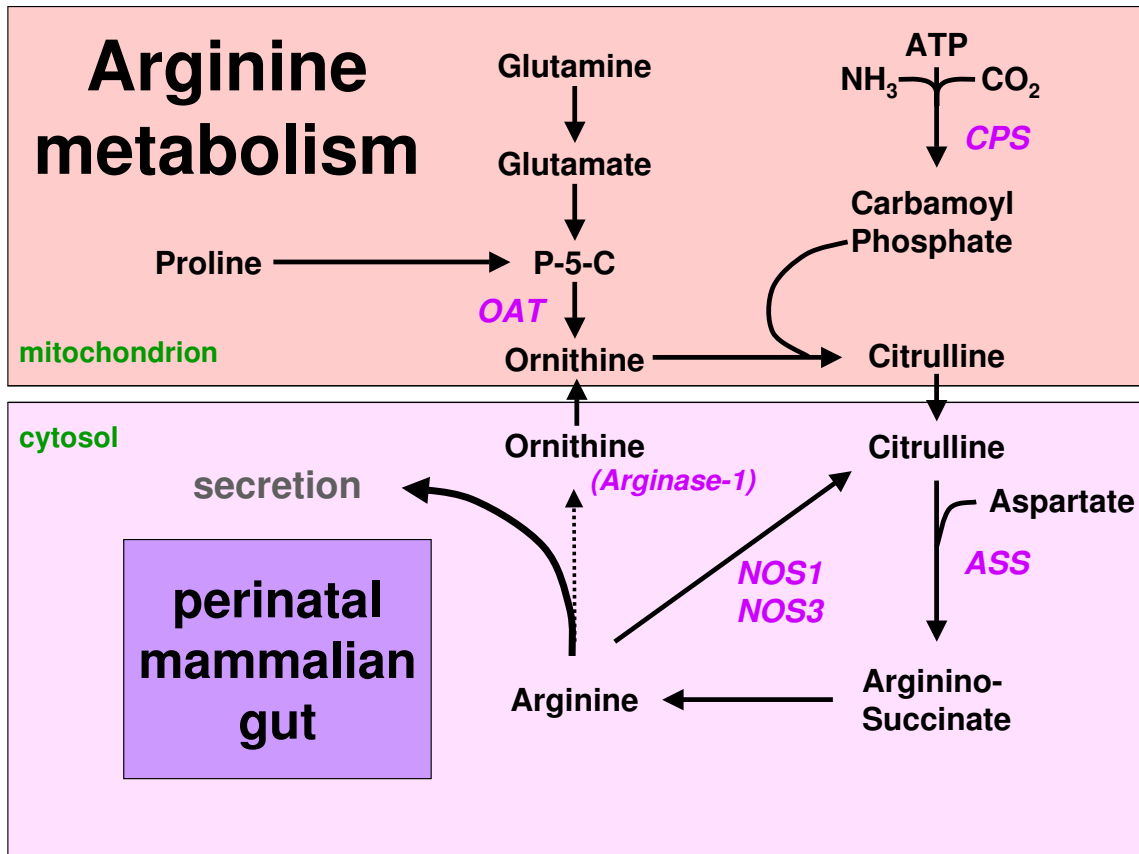 Arginine
metabolism
Glutamine
Glutamate
Proline
P-5-C
OAT
Ornithine
ATP
NH₃
CO₂
CPS
Carbamoyl
Phosphate
Citrulline
mitochondrion
cytosol
Ornithine
(Arginase-1)
Citrulline
secretion
Aspartate
ASS
NOS1
NOS3
perinatal
mammalian
gut
Arginine
Arginino-
Succinate